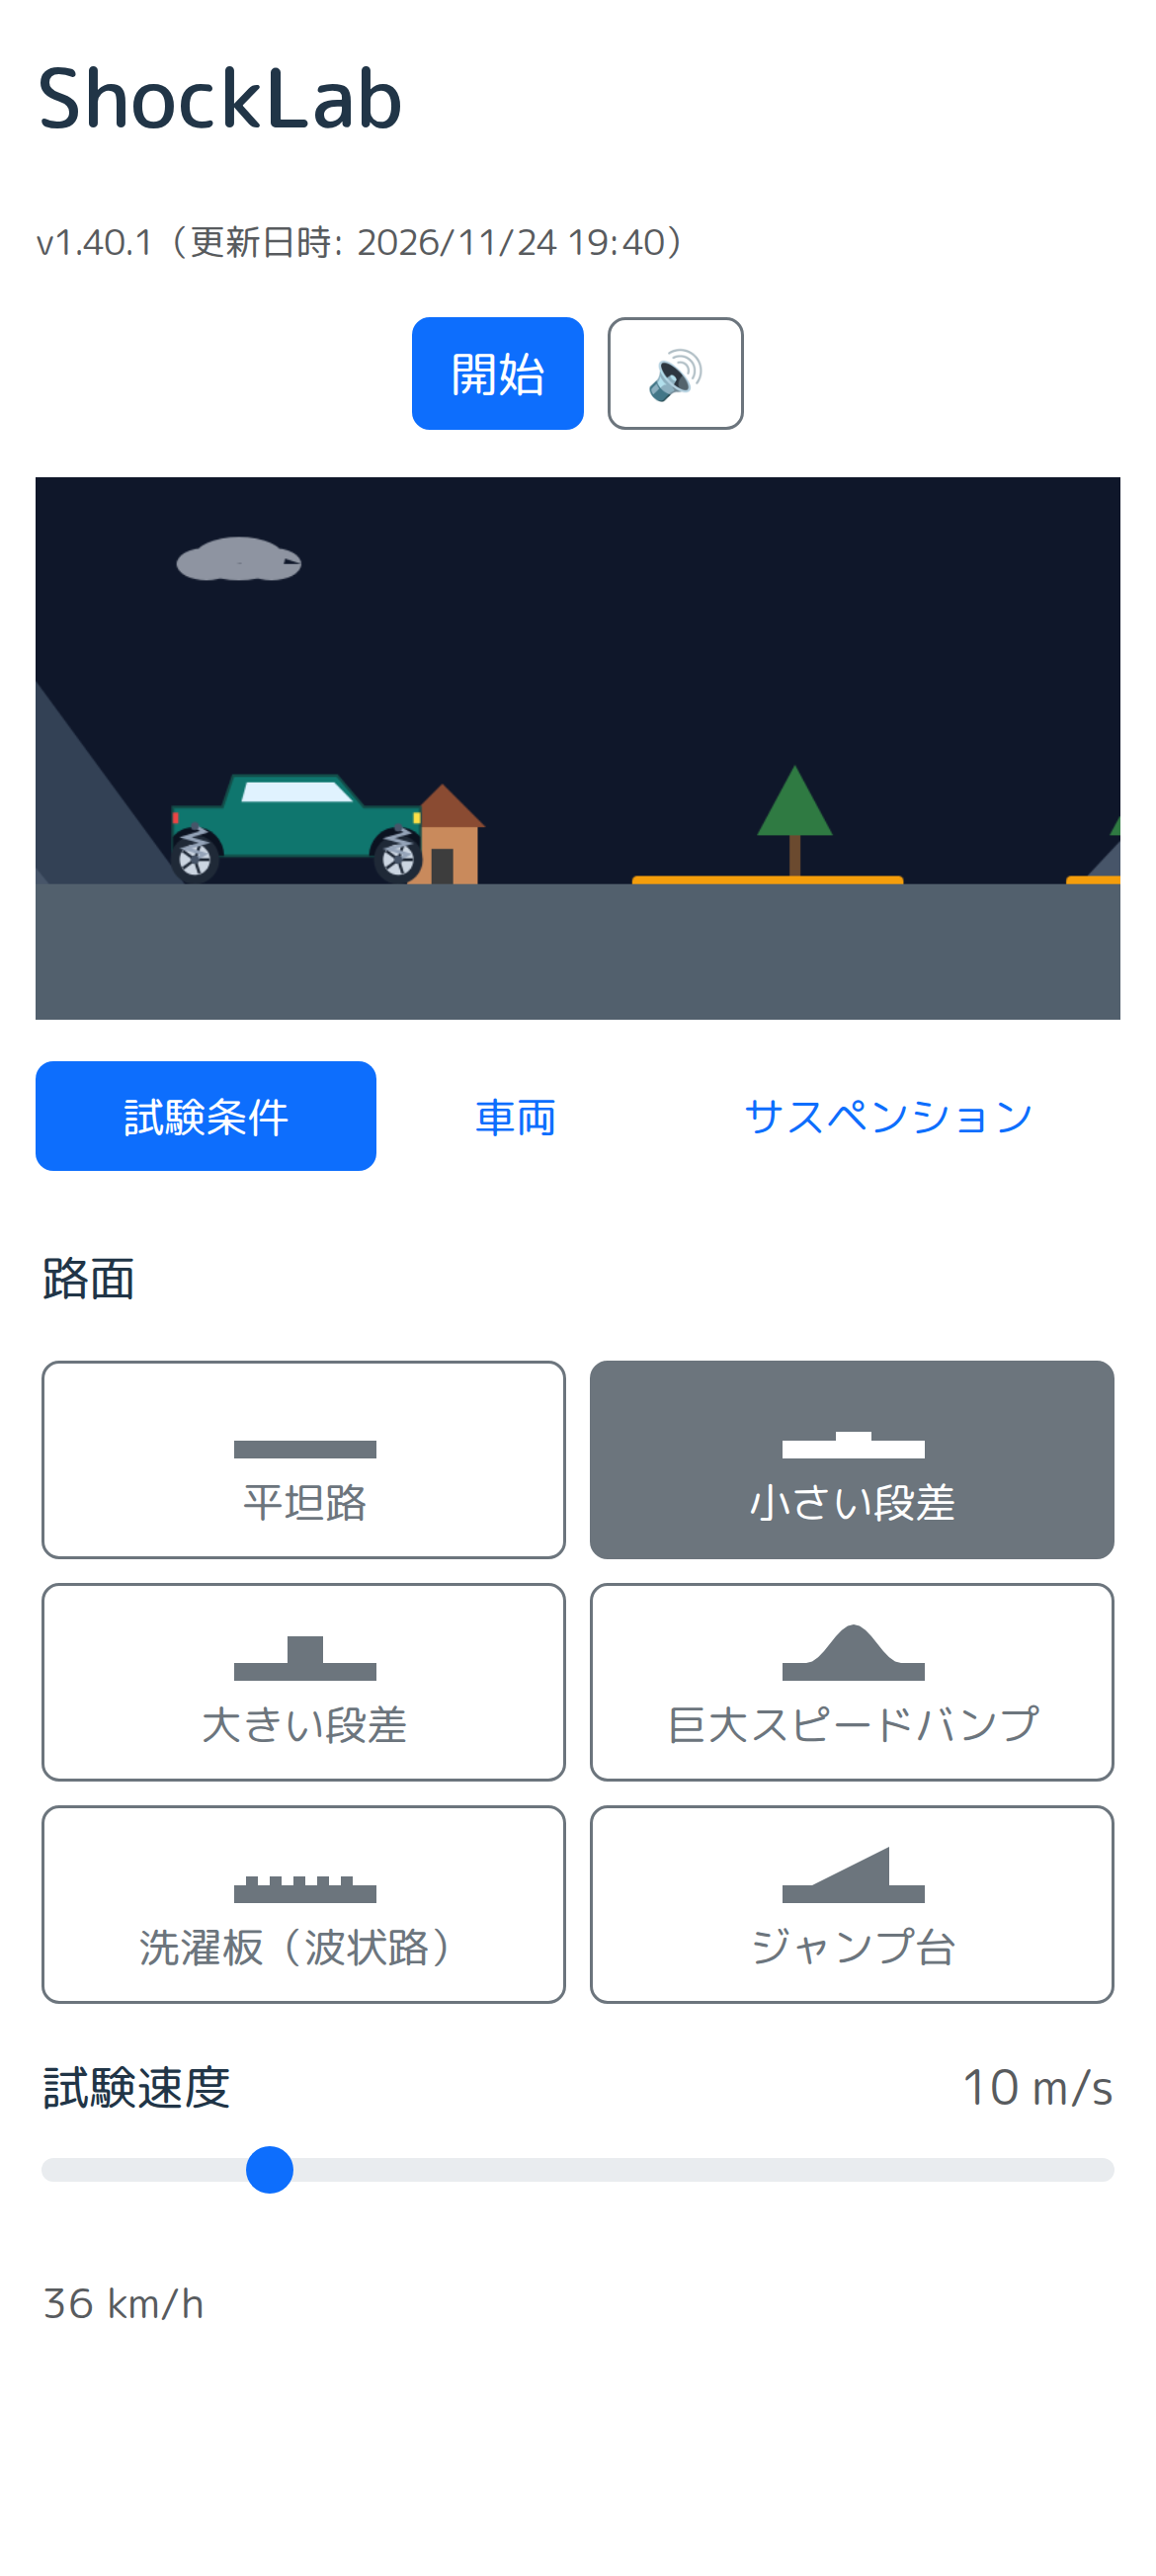 ShockLab
v1.40.1（更新日時: 2026/11/24 19:40）
開始
試験条件
車両
サスペンション
路面
平坦路
小さい段差
大きい段差
巨大スピードバンプ
洗濯板（波状路）
ジャンプ台
試験速度
10 m/s
36 km/h